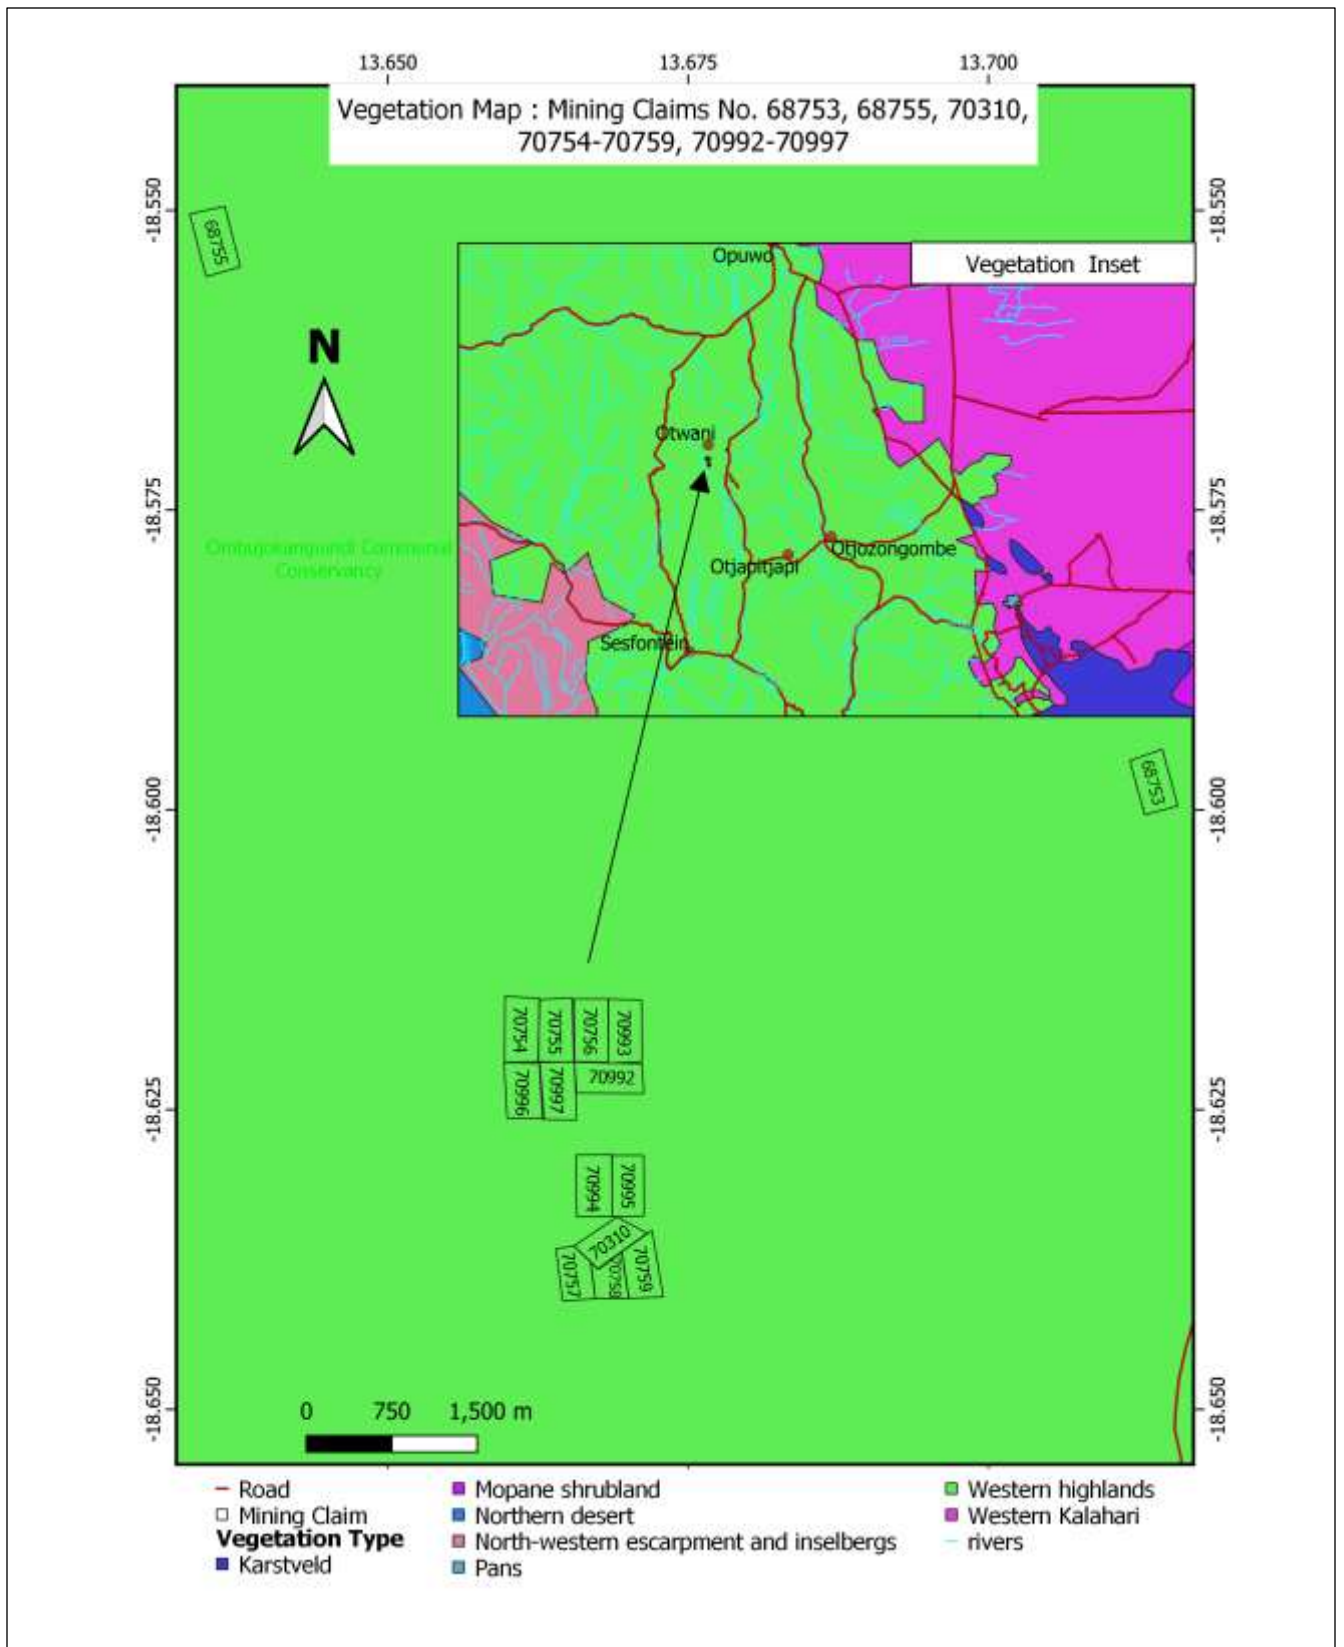 13.650 13.675 13.700
Vegetation Map : Mining Claims No. 68753, 68755, 70310,
70754-70759, 70992-70997
-18.550 -18.550
68755
Opuwo
Vegetation Inset
N
Otwani
-18.575 -18.575
Conservancy
Otjozongombe
Otjapitjapi
Sesfontein
68753
-18.600 -18.600
70754 70755 70756 70993
70996 70997 70992
-18.625 -18.625
70994 70995
70310
70757 70758 70759
-18.650 -18.650
0 750 1,500 m
Road
Mining Claim
Vegetation Type
Karstveld
Mopane shrubland
Northern desert
North-western escarpment and inselbergs
Pans
Western highlands
Western Kalahari
rivers